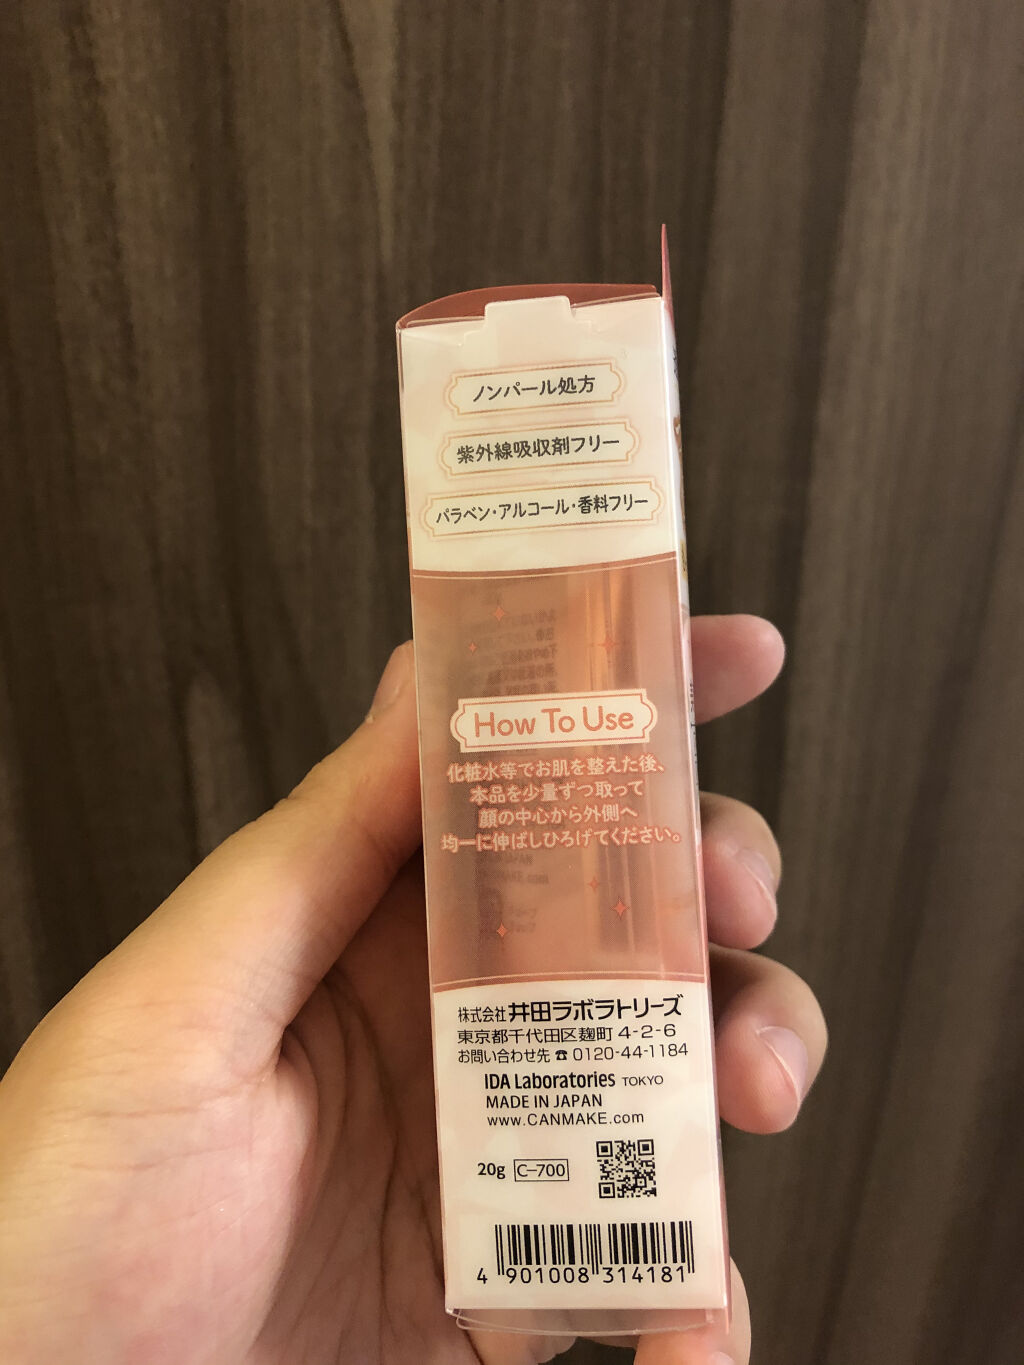 ノンパール処方
紫外線吸収剤フリー
パラベン・アルコール・香料フリー
How To Use
化粧水等でお肌を整えた後、
本品を少量ずつ取って
顔の中心から外側へ
均一に伸ばしひろげてください。
株式会社 井田ラボラトリーズ
東京都千代田区麹町 4-2-6
お問い合わせ先 ☎ 0120-44-1184
IDA Laboratories TOKYO
MADE IN JAPAN
www.CANMAKE.com
20g C-700
4 901008 314181